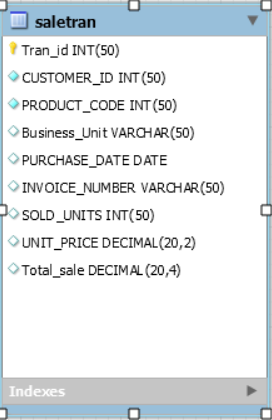 saletran
Tran_id INT(50)
CUSTOMER_ID INT(50)
PRODUCT_CODE INT(50)
Business_Unit VARCHAR(50)
PURCHASE_DATE DATE
INVOICE_NUMBER VARCHAR(50)
SOLD_UNITS INT(50)
UNIT_PRICE DECIMAL(20,2)
Total_sale DECIMAL(20,4)
Indexes